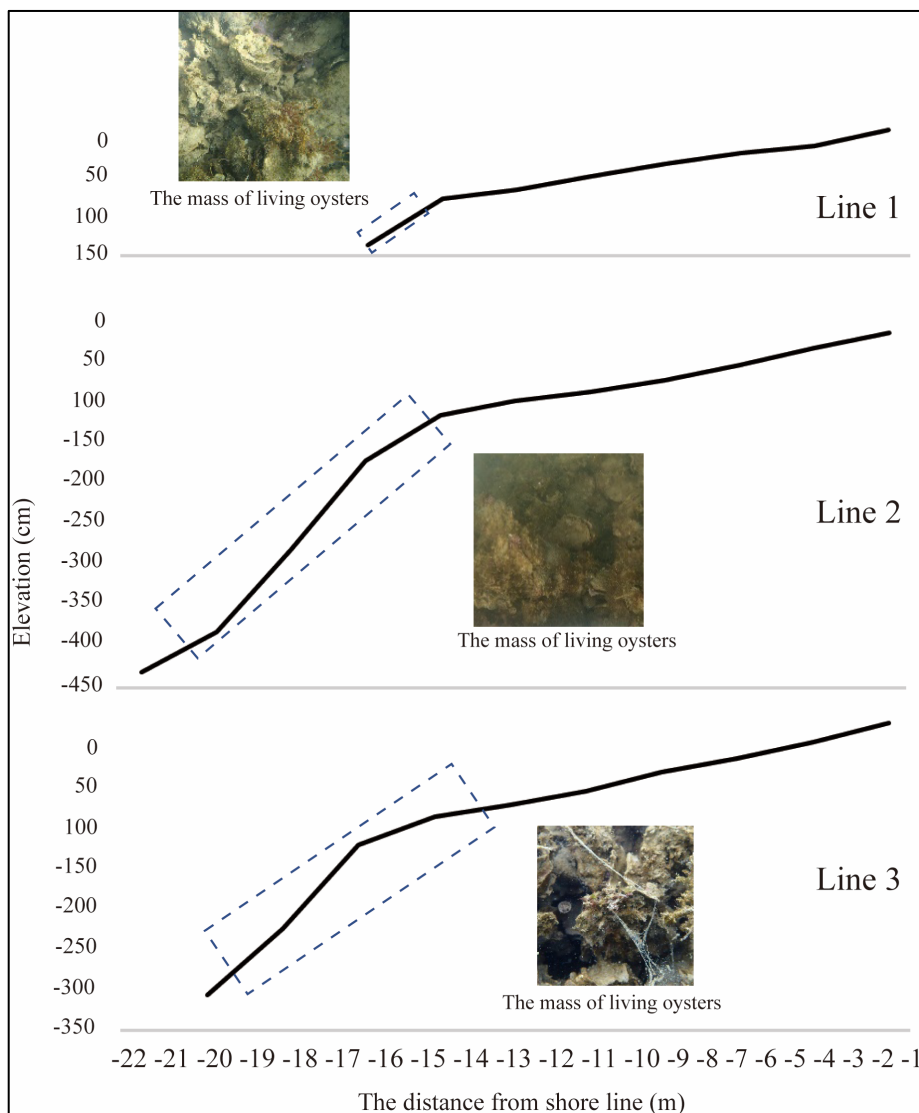 The mass of living oysters
0
50
100
150
Line 1
0
50
100
-150
-200
-250
-300
-350
-400
-450
Line 2
The mass of living oysters
Elevation (cm)
0
50
100
-150
-200
-250
-300
-350
Line 3
The mass of living oysters
-22 -21 -20 -19 -18 -17 -16 -15 -14 -13 -12 -11 -10 -9 -8 -7 -6 -5 -4 -3 -2 -1
The distance from shore line (m)